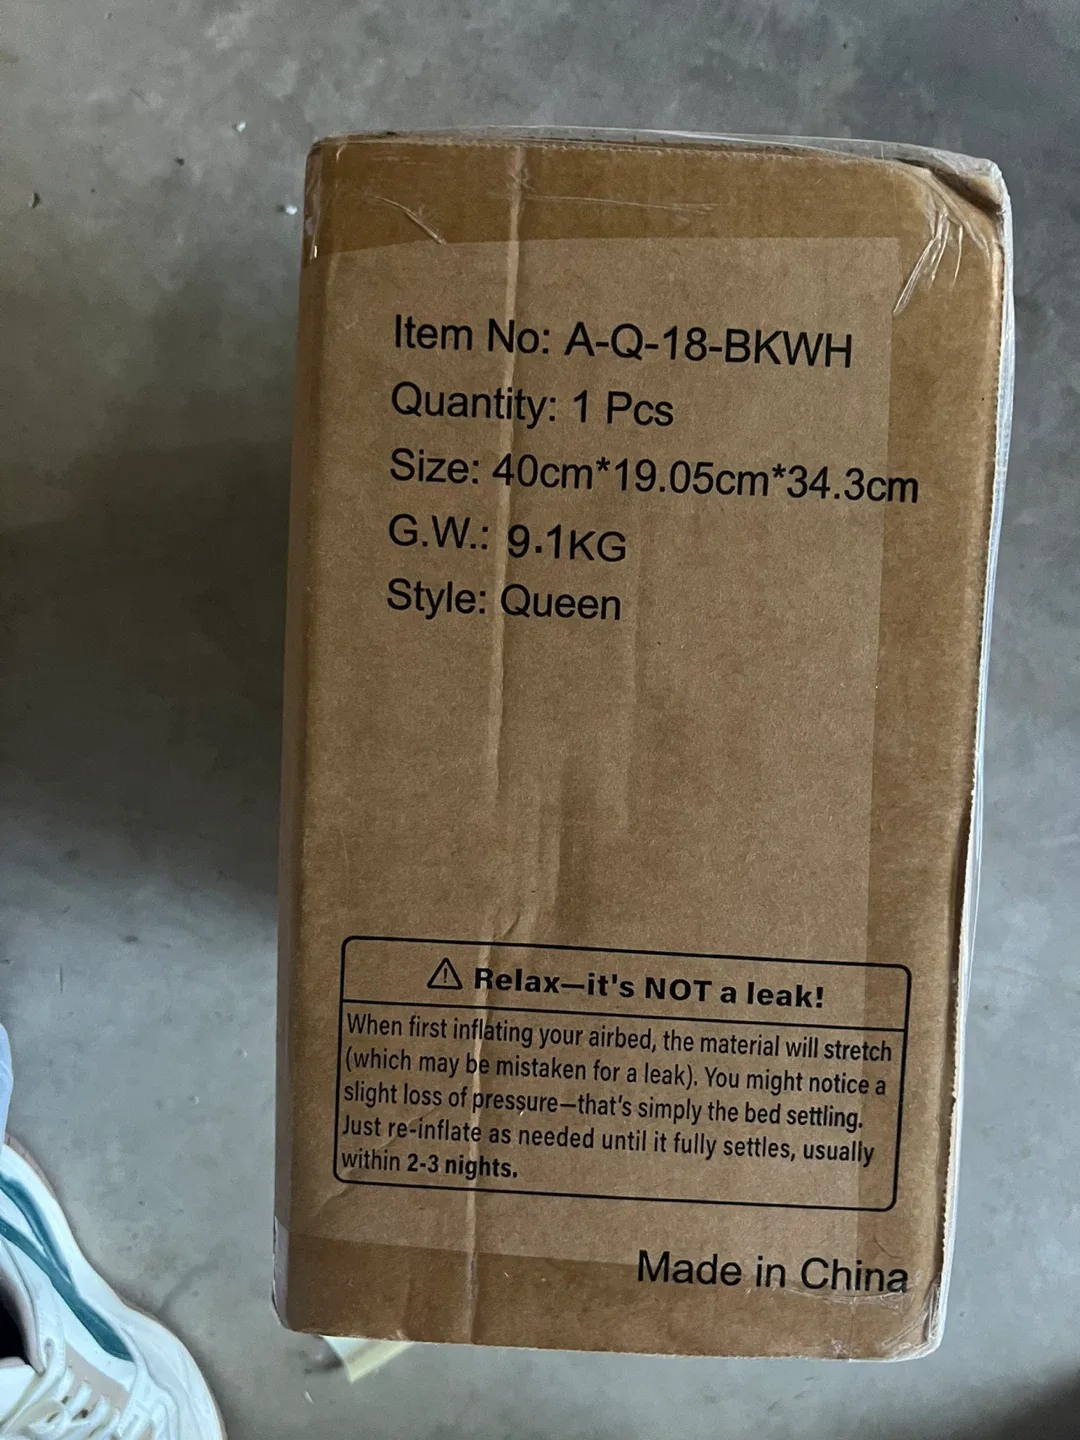 Item No: A-Q-18-BKWH
Quantity: 1 Pcs
Size: 40cm*19.05cm*34.3cm
G.W.: 9.1KG
Style: Queen
⚠ Relax—it's NOT a leak!
When first inflating your airbed, the material will stretch
(which may be mistaken for a leak). You might notice a
slight loss of pressure—that's simply the bed settling.
Just re-inflate as needed until it fully settles, usually
within 2-3 nights.
Made in China